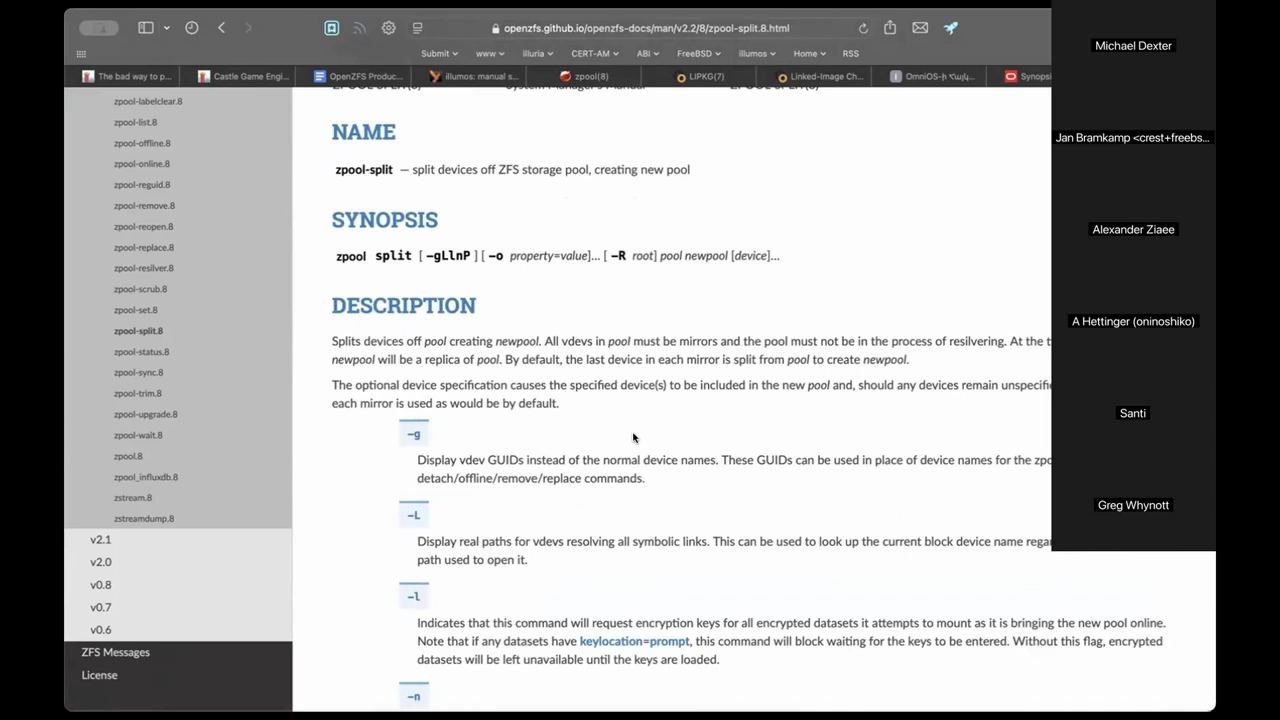 openzfs.github.io/openzfs-docs/man/v2.2/8/zpool-split.8.html
Submit
www
illuria
CERT-AM
ABI
FreeBSD
illumos
Home
RSS
The bad way to p...
Castle Game Engi...
OpenZFS Produc...
illumos: manual s...
zpool(8)
LIPKG(7)
Linked-Image Ch...
Synopsi
zpool-labelclear.8
zpool-list.8
zpool-offline.8
zpool-online.8
zpool-reguid.8
zpool-remove.8
zpool-reopen.8
zpool-replace.8
zpool-resilver.8
zpool-scrub.8
zpool-set.8
zpool-split.8
zpool-status.8
zpool-sync.8
zpool-trim.8
zpool-upgrade.8
zpool-wait.8
zpool.8
zpool_influxdb.8
zstream.8
zstreamdump.8
v2.1
v2.0
v0.8
v0.7
v0.6
ZFS Messages
License
NAME
zpool-split — split devices off ZFS storage pool, creating new pool
SYNOPSIS
zpool split [-gLlnP] [-o property=value]… [-R root] pool newpool [device]…
DESCRIPTION
Splits devices off pool creating newpool. All vdevs in pool must be mirrors and the pool must not be in the process of resilvering. At the t
newpool will be a replica of pool. By default, the last device in each mirror is split from pool to create newpool.
The optional device specification causes the specified device(s) to be included in the new pool and, should any devices remain unspecifi
each mirror is used as would be by default.
-g
Display vdev GUIDs instead of the normal device names. These GUIDs can be used in place of device names for the zpo
detach/offline/remove/replace commands.
-L
Display real paths for vdevs resolving all symbolic links. This can be used to look up the current block device name regar
path used to open it.
-l
Indicates that this command will request encryption keys for all encrypted datasets it attempts to mount as it is bringing the new pool online.
Note that if any datasets have keylocation=prompt, this command will block waiting for the keys to be entered. Without this flag, encrypted
datasets will be left unavailable until the keys are loaded.
-n
Michael Dexter
Jan Bramkamp <crest+freebs...
Alexander Ziaee
A Hettinger (oninoshiko)
Santi
Greg Whynott